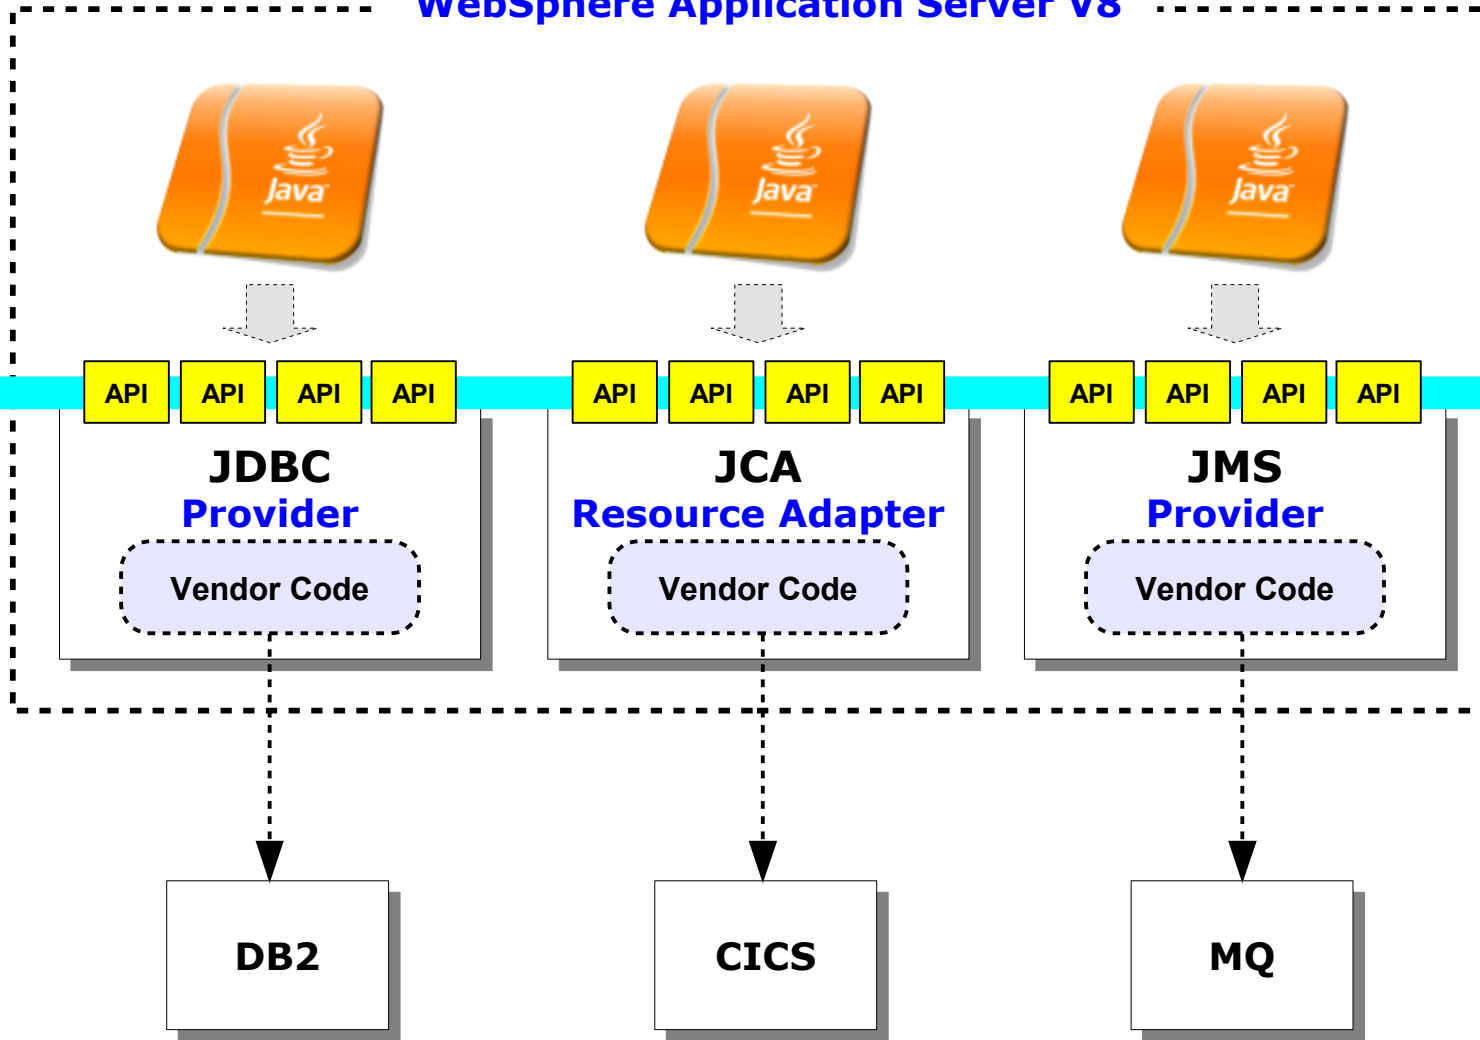 WebSphere Application Server V8
Java
Java
Java
API API API API
API API API API
API API API API
JDBC
Provider
Vendor Code
JCA
Resource Adapter
Vendor Code
JMS
Provider
Vendor Code
DB2
CICS
MQ